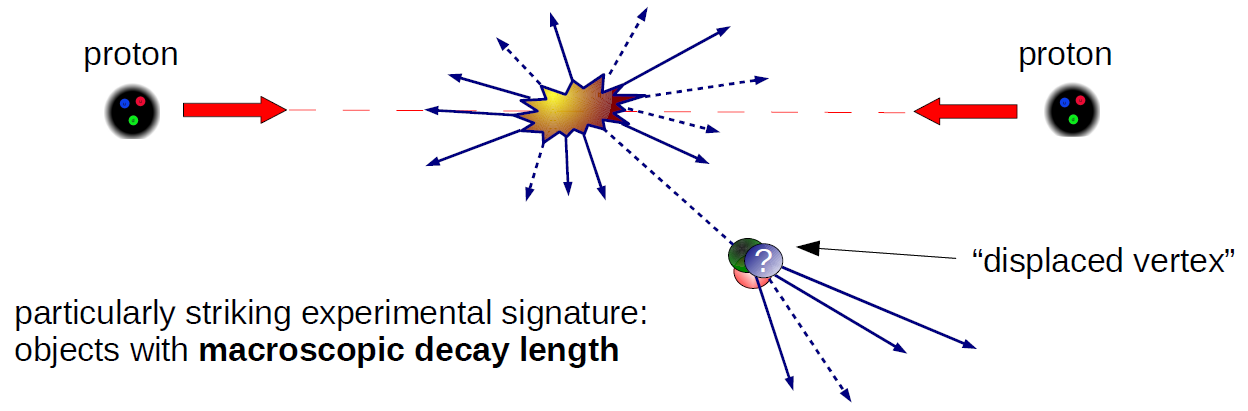 proton
proton
?
“displaced vertex”
particularly striking experimental signature:
objects with macroscopic decay length